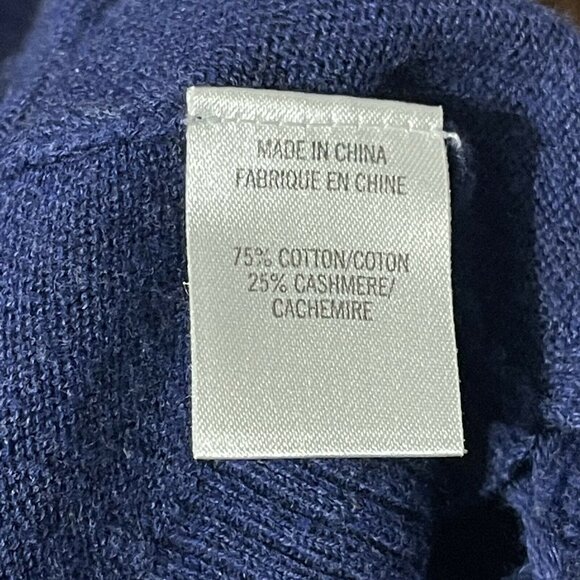 MADE IN CHINA
FABRIQUE EN CHINE
75% COTTON/COTON
25% CASHMERE/
CACHEMIRE